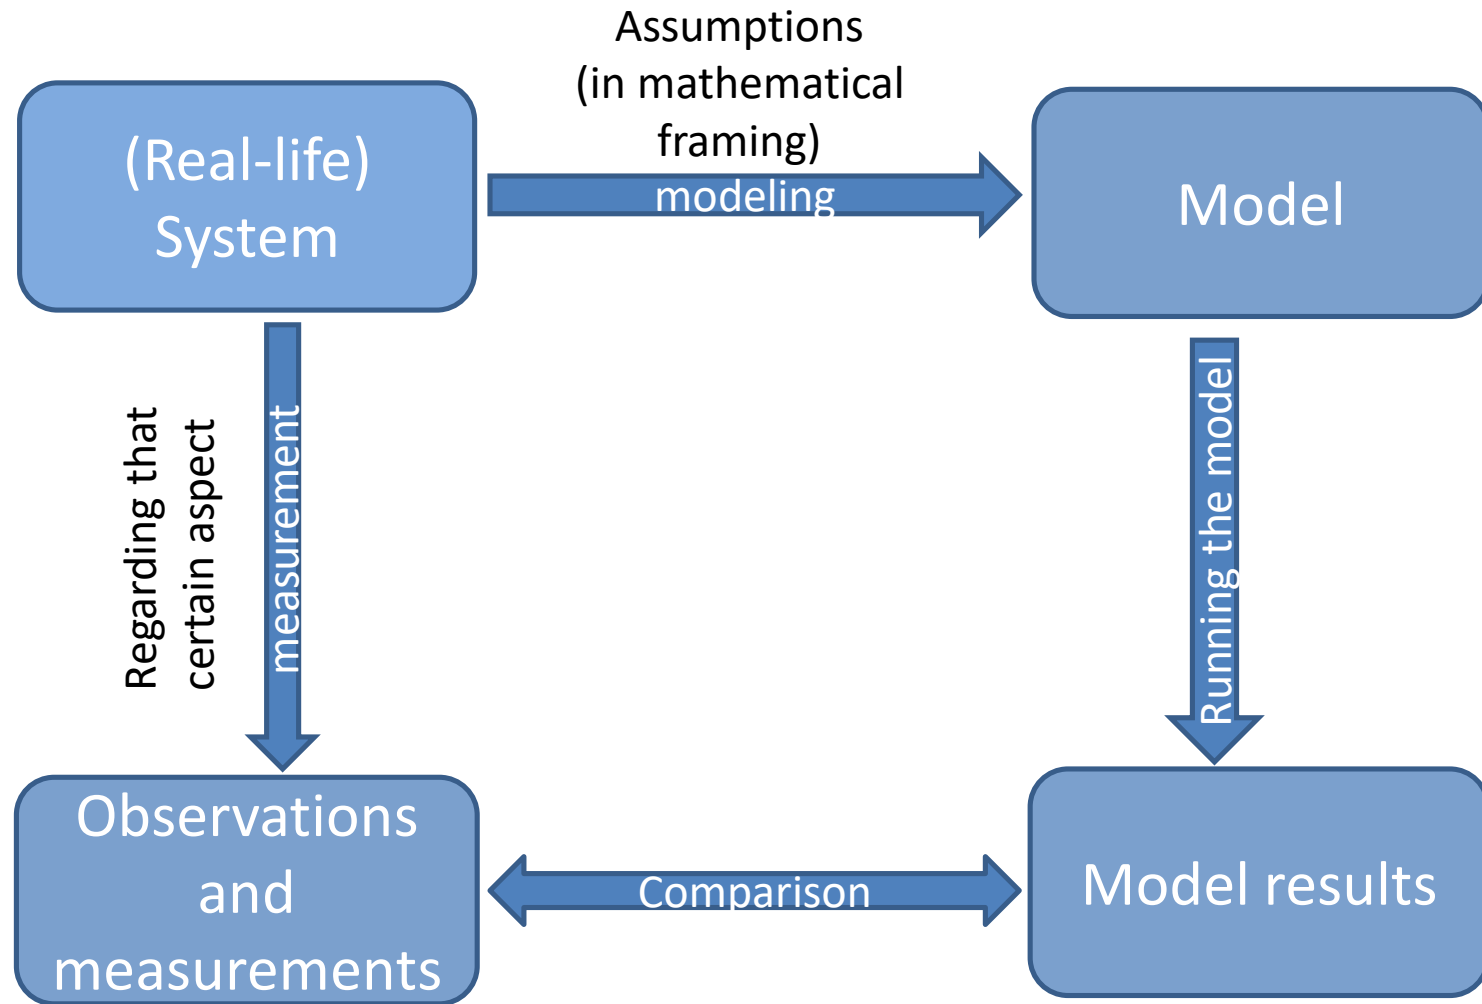 Assumptions
(in mathematical
framing)
(Real-life)
System
modeling
Model
Regarding that
certain aspect
measurement
Running the model
Observations
and
measurements
Comparison
Model results